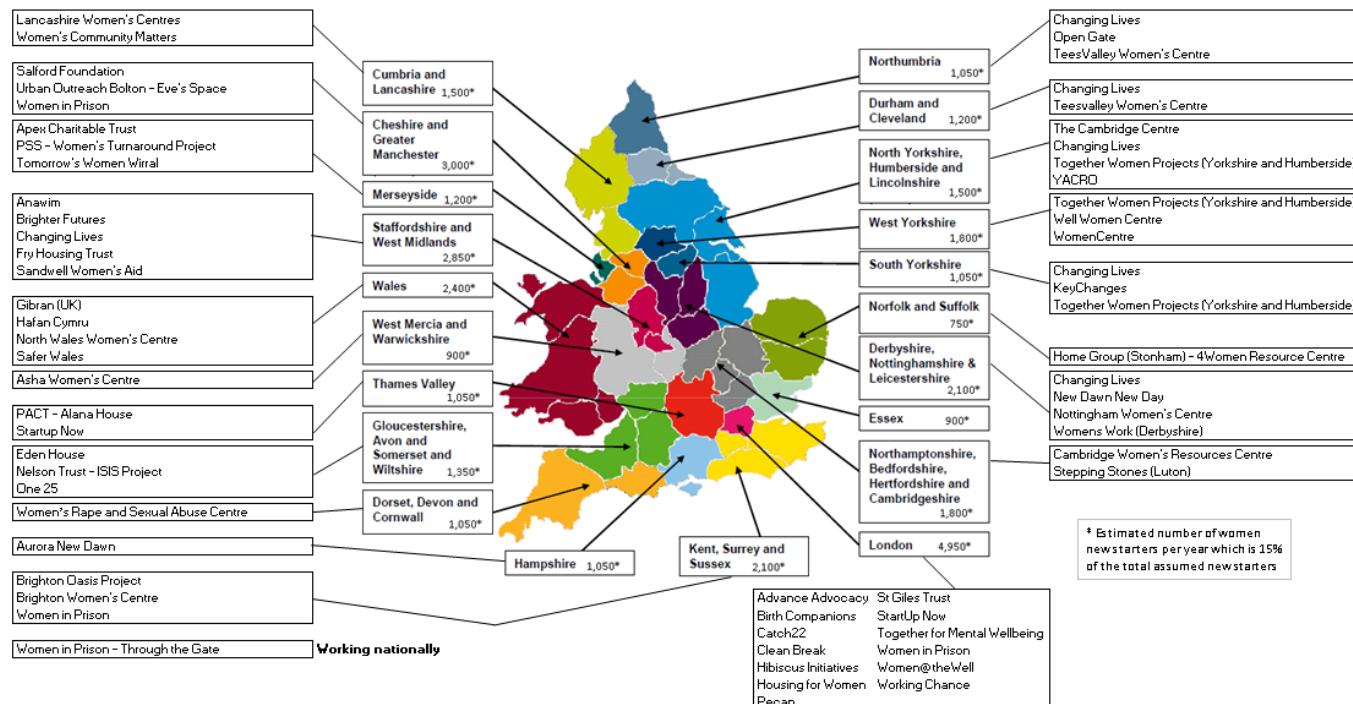 Lancashire Women's Centres
Women's Community Matters
Salford Foundation
Urban Outreach Bolton - Eve's Space
Women in Prison
Apex Charitable Trust
PSS - Women's Turnaround Project
Tomorrow's Women Wirral
Anawim
Brighter Futures
Changing Lives
Fry Housing Trust
Sandwell Women's Aid
Gibran (UK)
Hafan Cymru
North Wales Women's Centre
Safer Wales
Asha Women's Centre
PACT - Alana House
Startup Now
Eden House
Nelson Trust - ISIS Project
One 25
Women's Rape and Sexual Abuse Centre
Aurora New Dawn
Brighton Oasis Project
Brighton Women's Centre
Women in Prison
Women in Prison - Through the Gate
Working nationally
Cumbria and
Lancashire 1,500*
Cheshire and
Greater
Manchester
3,000*
Merseyside
1,200*
Staffordshire and
West Midlands
2,850*
Wales 2,400*
West Mercia and
Warwickshire
900*
Thames Valley
1,050*
Gloucestershire,
Avon and
Somerset and
Wiltshire
1,350*
Dorset, Devon and
Cornwall 1,050*
Hampshire 1,050*
Kent, Surrey and
Sussex 2,100*
Northumbria
1,050*
Durham and
Cleveland 1,200*
North Yorkshire,
Humberside and
Lincolnshire
1,500*
West Yorkshire
1,800*
South Yorkshire
1,050*
Norfolk and Suffolk
750*
Derbyshire,
Nottinghamshire &
Leicestershire
2,100*
Essex 900*
Northamptonshire,
Bedfordshire,
Hertfordshire and
Cambridgeshire
1,800*
London 4,950*
Changing Lives
Open Gate
TeesValley Women's Centre
Changing Lives
Teesvalley Women's Centre
The Cambridge Centre
Changing Lives
Together Women Projects (Yorkshire and Humberside)
YACRO
Together Women Projects (Yorkshire and Humberside)
Well Women Centre
WomenCentre
Changing Lives
KeyChanges
Together Women Projects (Yorkshire and Humberside)
Home Group (Stonham) - 4Women Resource Centre
Changing Lives
New Dawn New Day
Nottingham Women's Centre
Womens Work (Derbyshire)
Cambridge Women's Resources Centre
Stepping Stones (Luton)
* Estimated number of women
new starters per year which is 15%
of the total assumed new starters
Advance Advocacy St Giles Trust
Birth Companions StartUp Now
Catch22 Together for Mental Wellbeing
Clean Break Women in Prison
Hibiscus Initiatives Women@theWell
Housing for Women Working Chance
Pecan